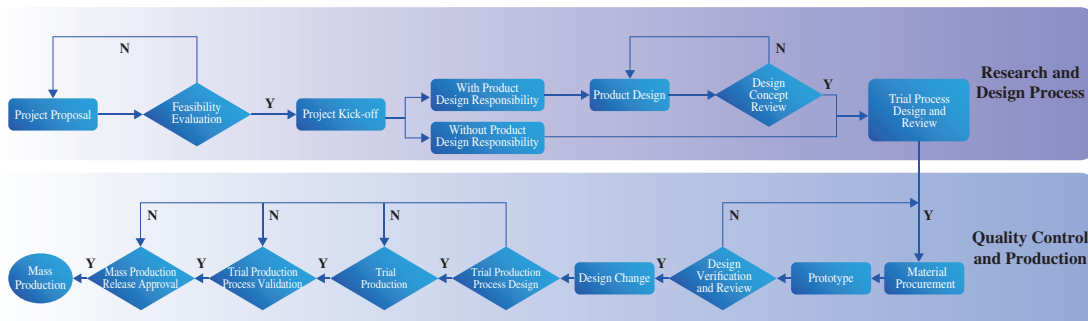 N
Project Proposal
Feasibility
Evaluation
Y
Project Kick-off
With Product
Design Responsibility
Without Product
Design Responsibility
Product Design
N
Design
Concept
Review
Y
Trial Process
Design and
Review
Research and
Design Process
Y
Quality Control
and Production
Material
Procurement
Prototype
N
Design
Verification
and Review
Y
Design Change
Trial Production
Process Design
Y
N
Trial
Production
Y
N
Trial Production
Process Validation
Y
N
Mass Production
Release Approval
Y
Mass
Production